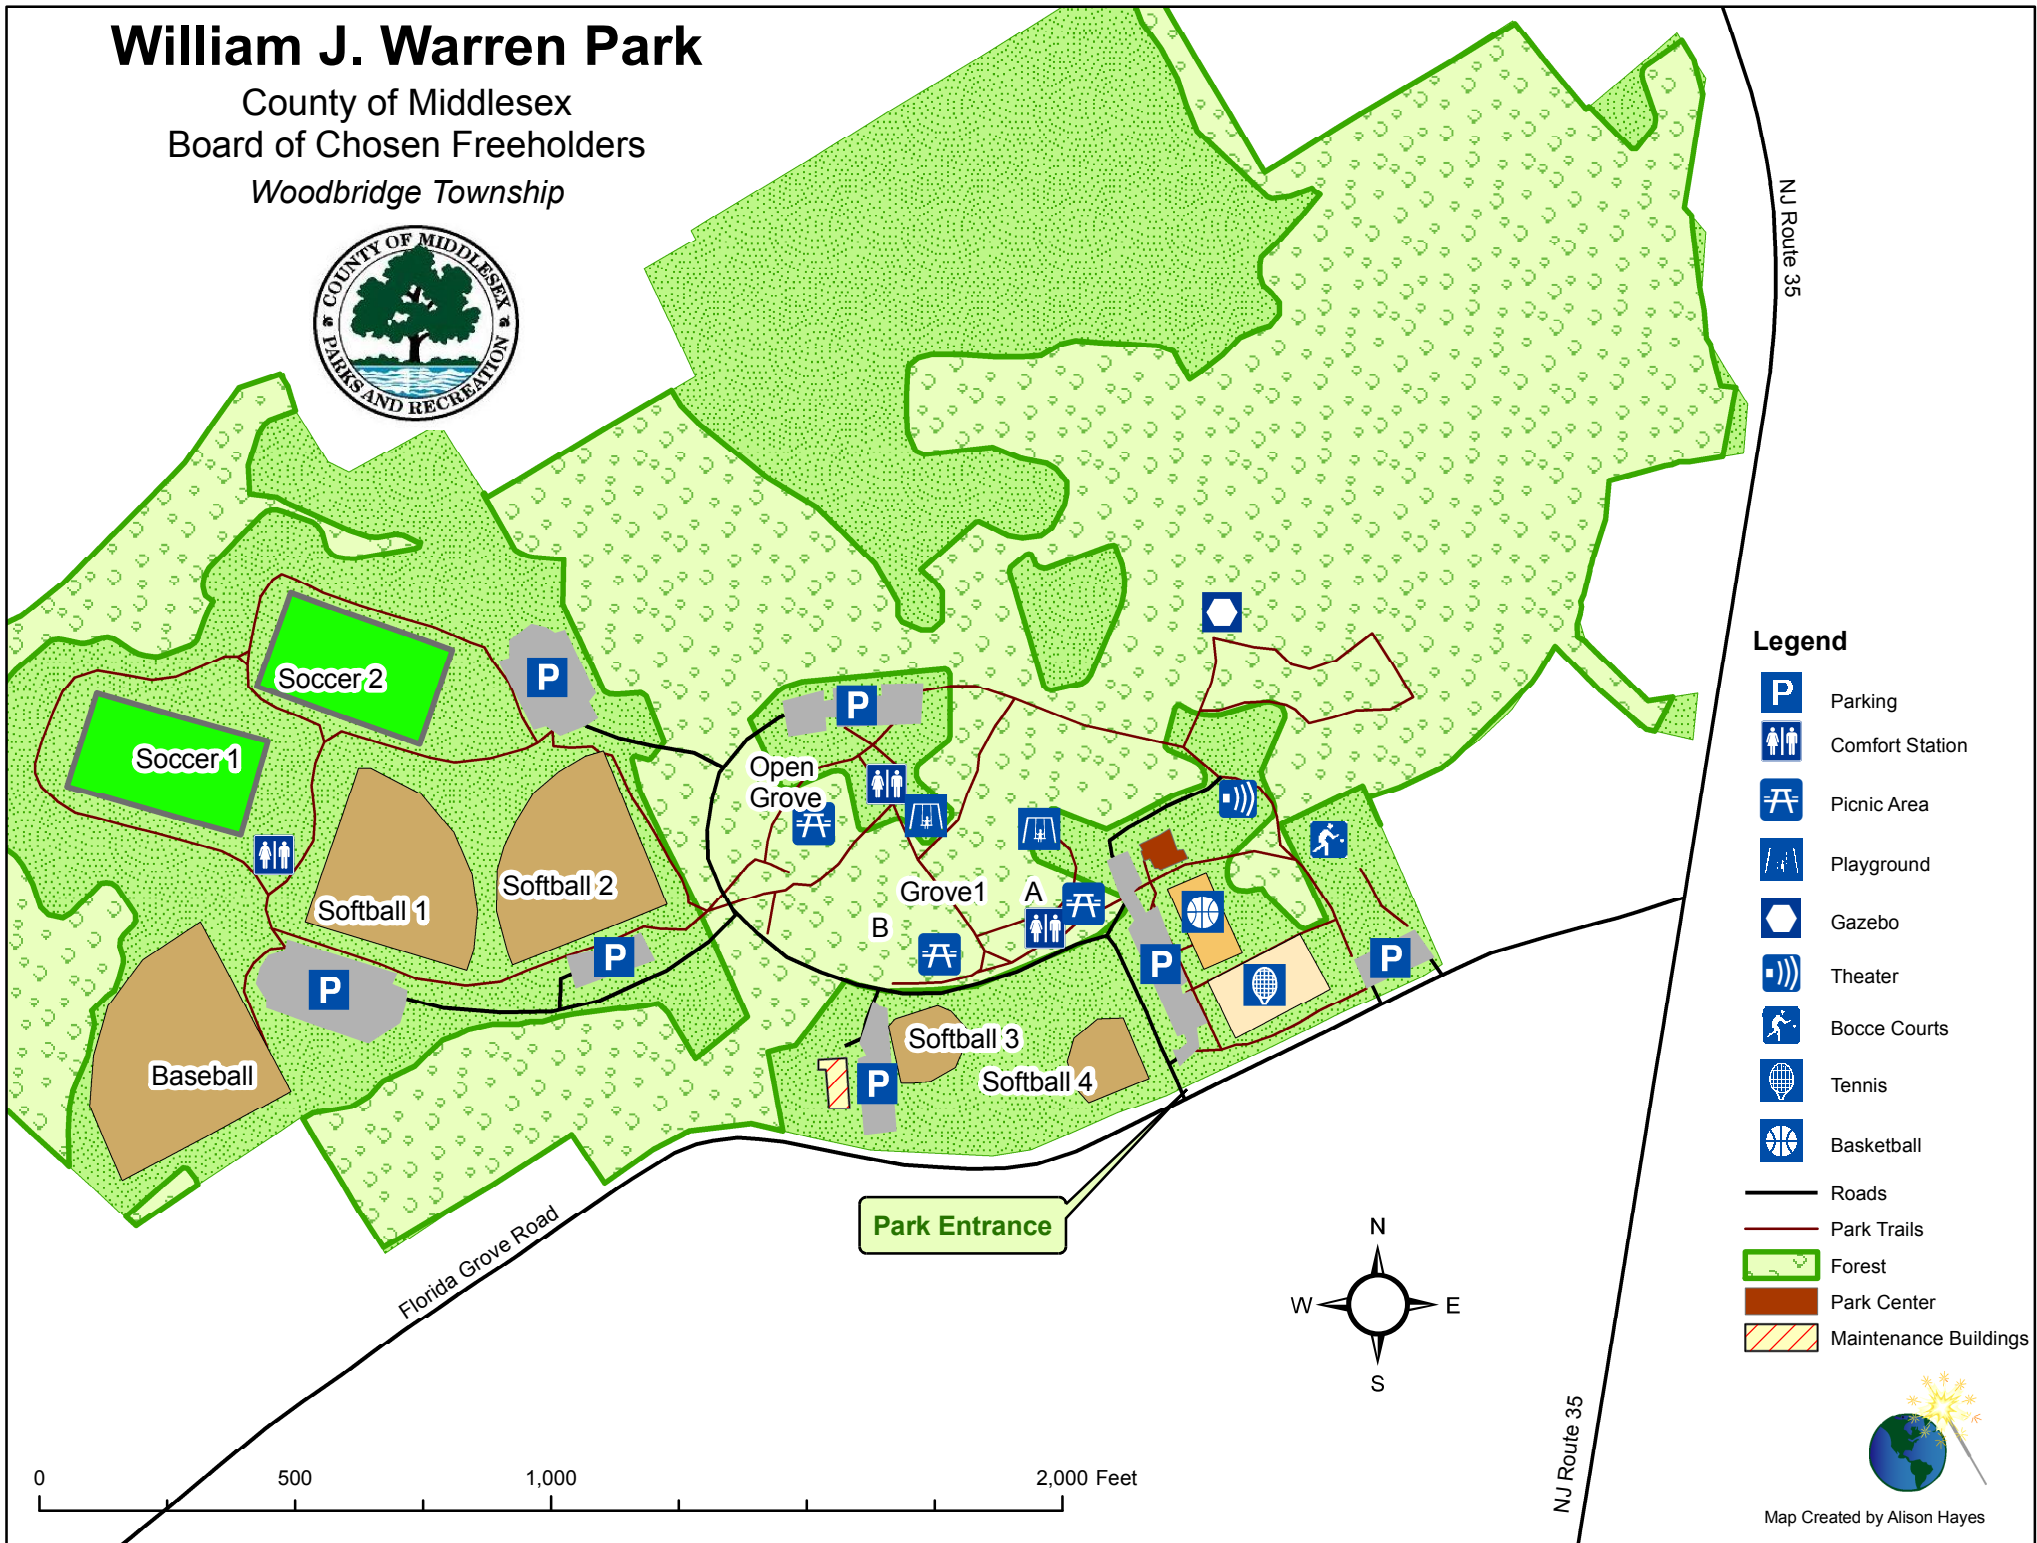 William J. Warren Park
County of Middlesex
Board of Chosen Freeholders
Woodbridge Township
COUNTY OF MIDDLESEX
PARKS AND RECREATION
NJ Route 35
Soccer 2
Soccer 1
P
P
Open
Grove
Softball 2
Softball 1
Grove1
A
B
P
P
P
P
Softball 3
P
Softball 4
Baseball
Park Entrance
Florida Grove Road
N
W
E
S
NJ Route 35
0
500
1,000
2,000 Feet
Legend
P
Parking
Comfort Station
Picnic Area
Playground
Gazebo
Theater
Bocce Courts
Tennis
Basketball
Roads
Park Trails
Forest
Park Center
Maintenance Buildings
Map Created by Alison Hayes